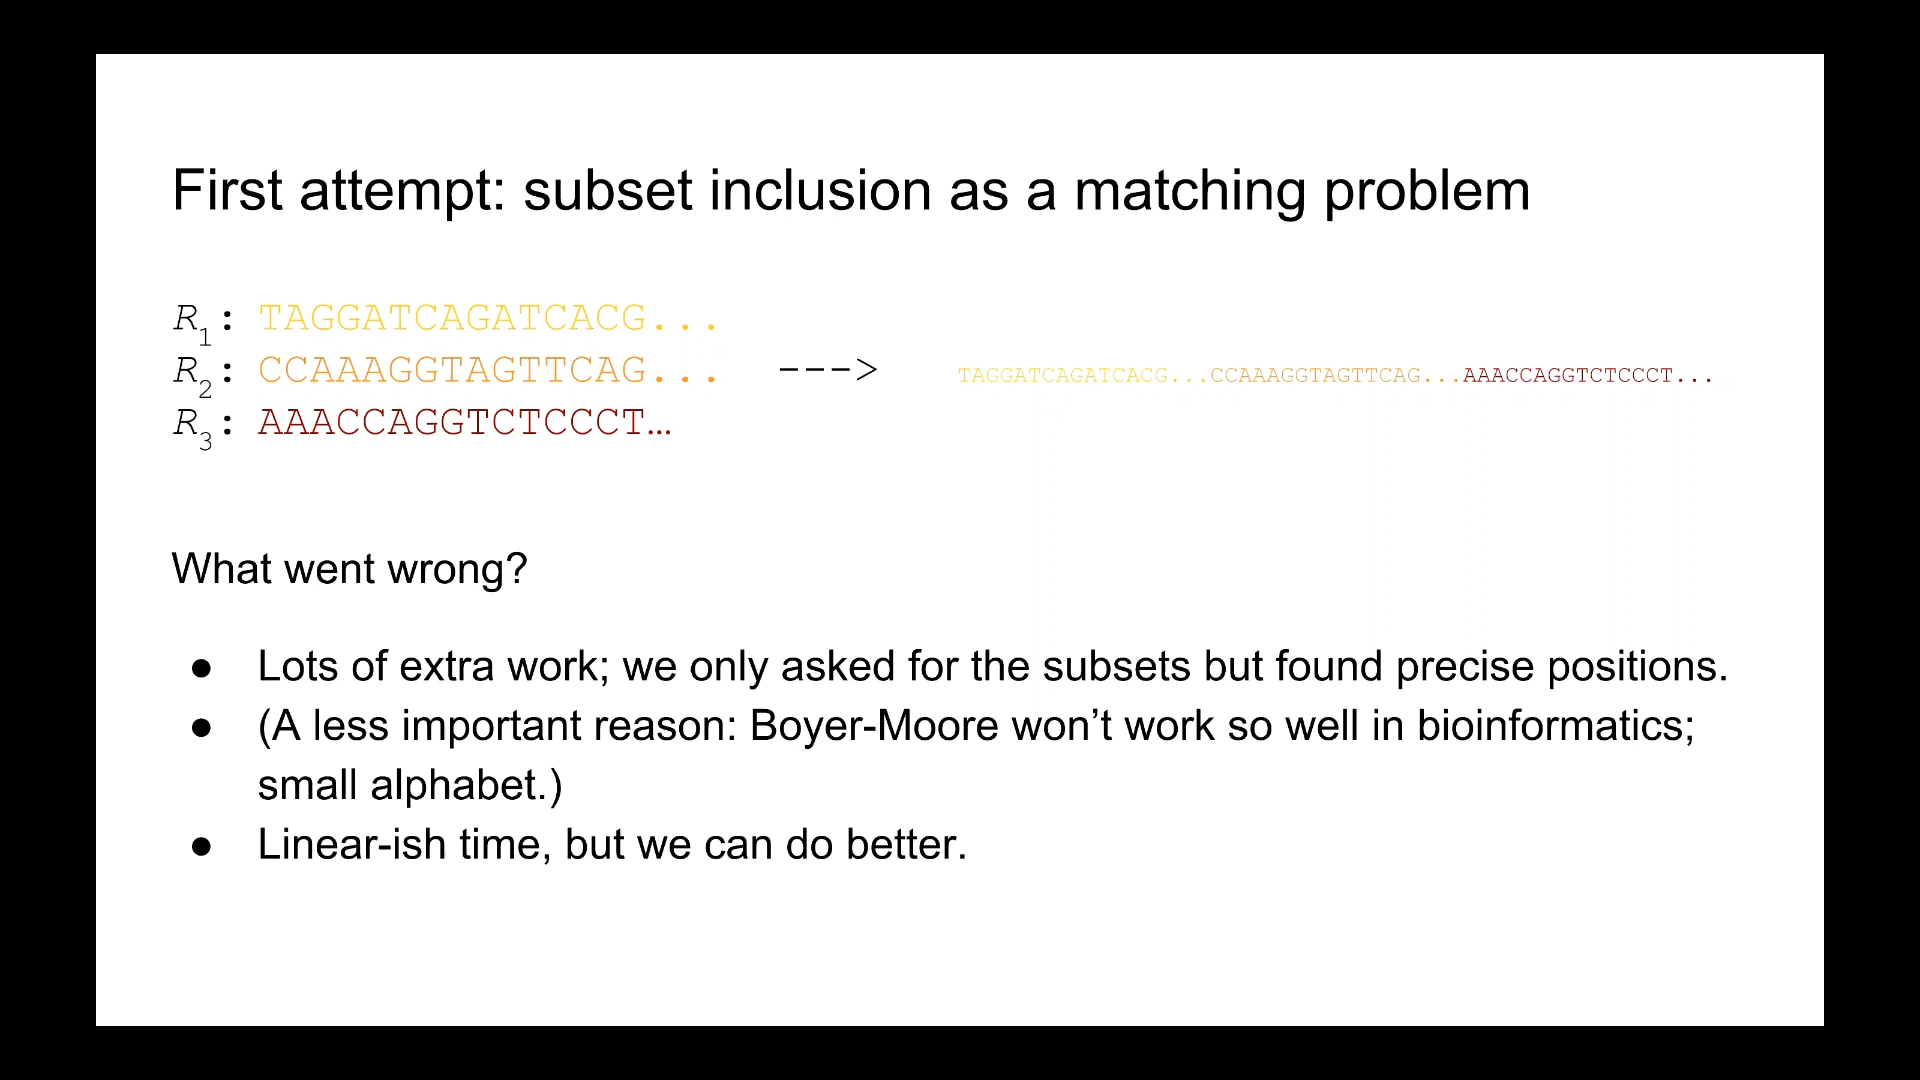 First attempt: subset inclusion as a matching problem
R1: TAGGATCAGATCACG...
R2: CCAAAGGTAGTTCAG... ---> TAGGATCAGATCACG...CCAAAGGTAGTTCAG...AAACCAGGTCTCCCT...
R3: AAACCAGGTCTCCCT…
What went wrong?
● Lots of extra work; we only asked for the subsets but found precise positions.
● (A less important reason: Boyer-Moore won’t work so well in bioinformatics;
small alphabet.)
● Linear-ish time, but we can do better.